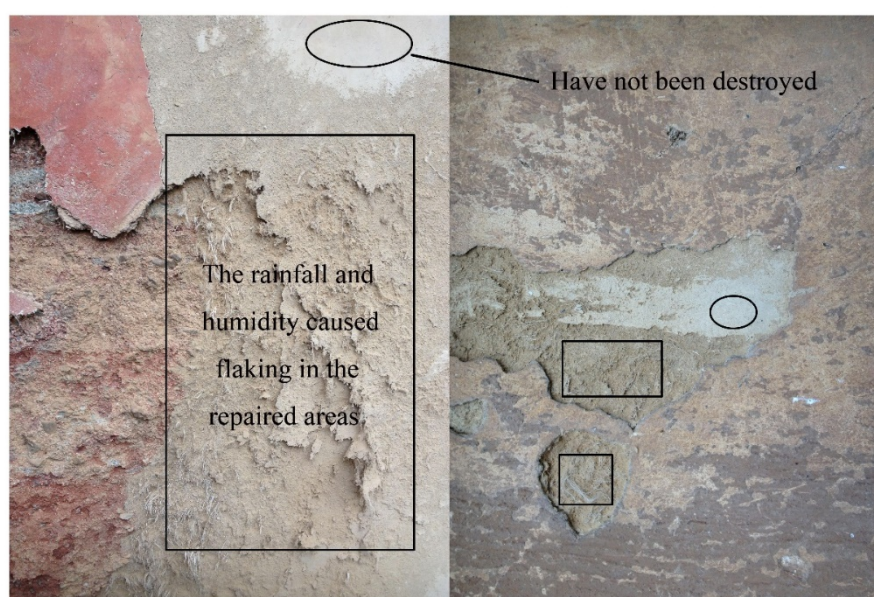 Have not been destroyed
The rainfall and
humidity caused
flaking in the
repaired areas